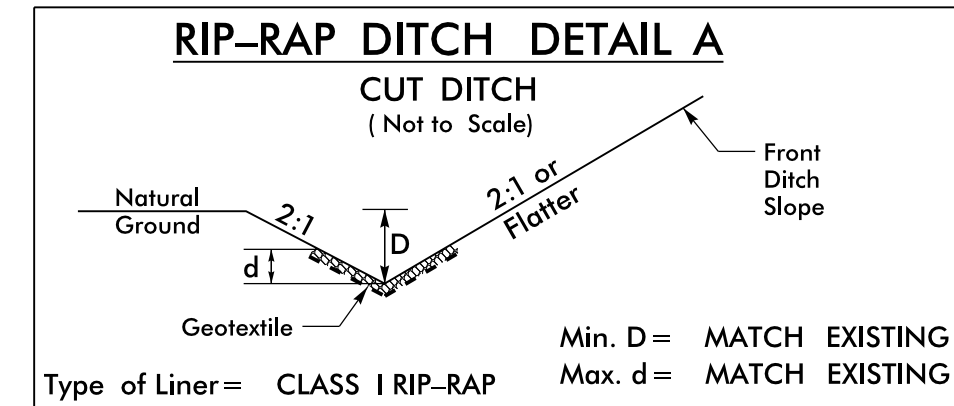 RIP–RAP DITCH DETAIL A
CUT DITCH
( Not to Scale)
Natural
Ground
2:1
D
d
2:1 or
Flatter
Front
Ditch
Slope
Geotextile
Min. D = MATCH EXISTING
Type of Liner = CLASS I RIP–RAP
Max. d = MATCH EXISTING